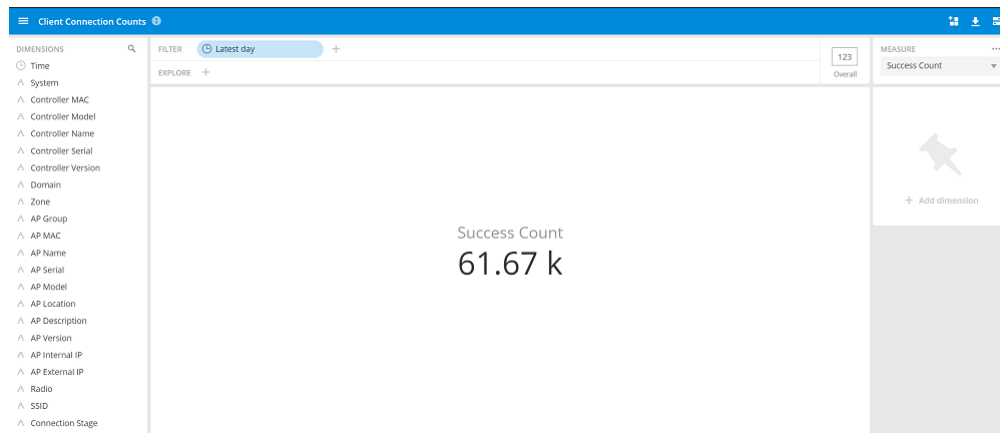 Client Connection Counts
DIMENSIONS
Time
System
Controller MAC
Controller Model
Controller Name
Controller Serial
Controller Version
Domain
Zone
AP Group
AP MAC
AP Name
AP Serial
AP Model
AP Location
AP Description
AP Version
AP Internal IP
AP External IP
Radio
SSID
Connection Stage
FILTER
Latest day
EXPLORE
123
Overall
Success Count
61.67 k
MEASURE
Success Count
Add dimension